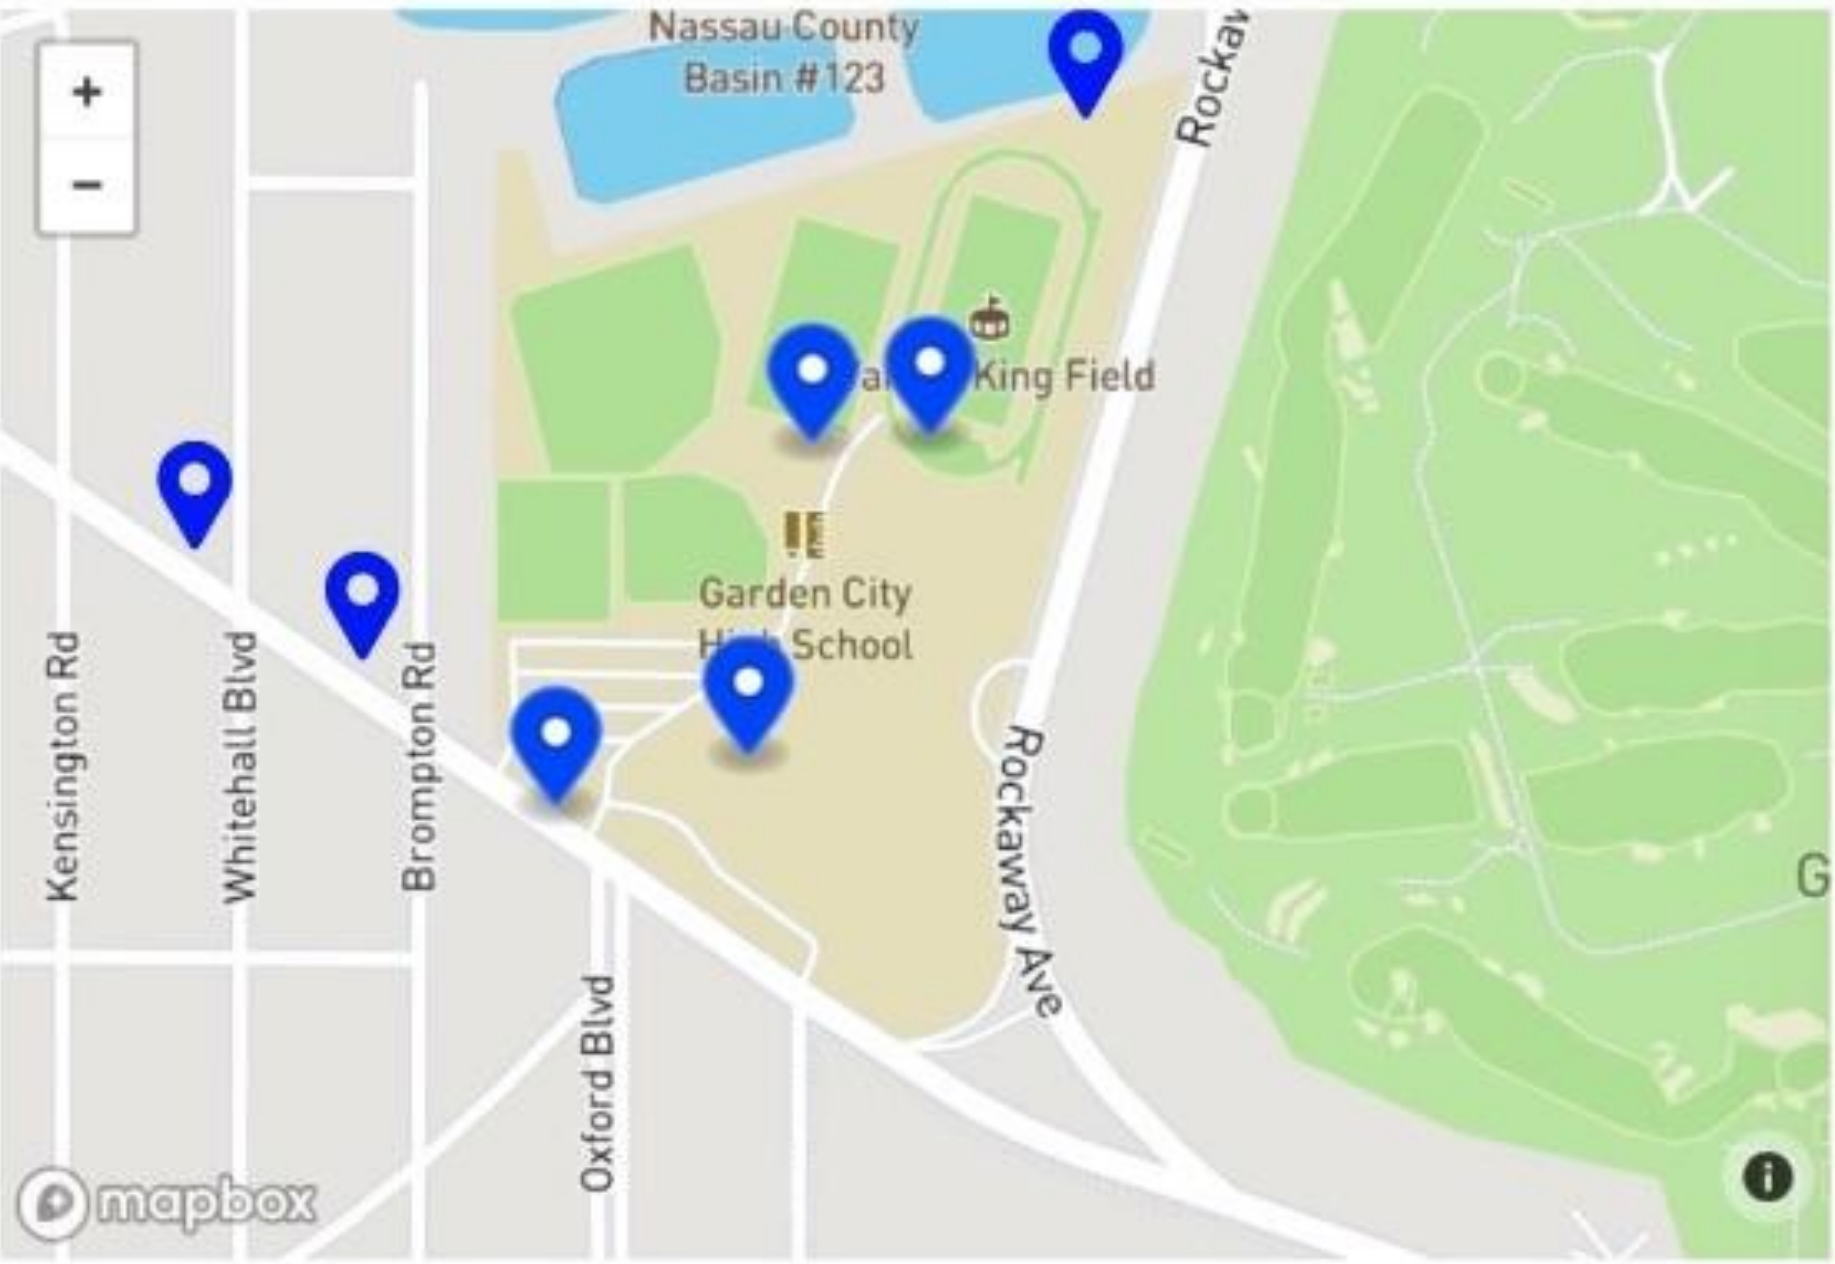 Nassau County
Basin #123
+
−
King Field
Garden City
School
Kensington Rd
Whitehall Blvd
Brompton Rd
Rockaway Ave
Oxford Blvd
G
mapbox
i